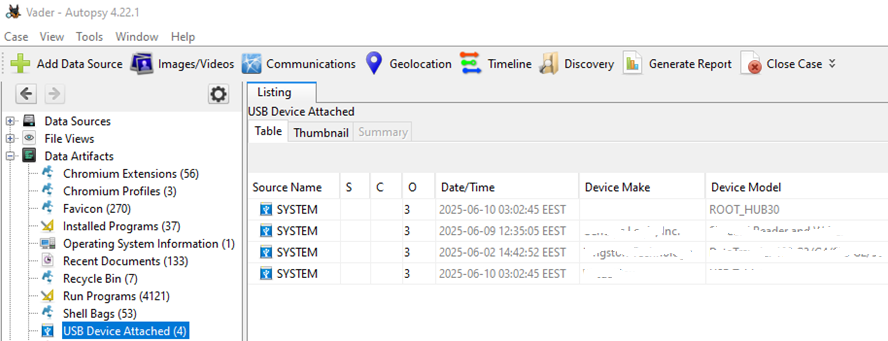 Vader - Autopsy 4.22.1
Case View Tools Window Help
Add Data Source Images/Videos Communications Geolocation Timeline Discovery Generate Report Close Case
Listing
USB Device Attached
Table Thumbnail Summary
Data Sources
File Views
Data Artifacts
Chromium Extensions (56)
Chromium Profiles (3)
Favicon (270)
Installed Programs (37)
Operating System Information (1)
Recent Documents (133)
Recycle Bin (7)
Run Programs (4121)
Shell Bags (53)
USB Device Attached (4)
Source Name S C O Date/Time Device Make Device Model
SYSTEM 3 2025-06-10 03:02:45 EEST ROOT_HUB30
SYSTEM 3 2025-06-09 12:35:05 EEST Inc. Reader and
SYSTEM 3 2025-06-02 14:42:52 EEST
SYSTEM 3 2025-06-10 03:02:45 EEST